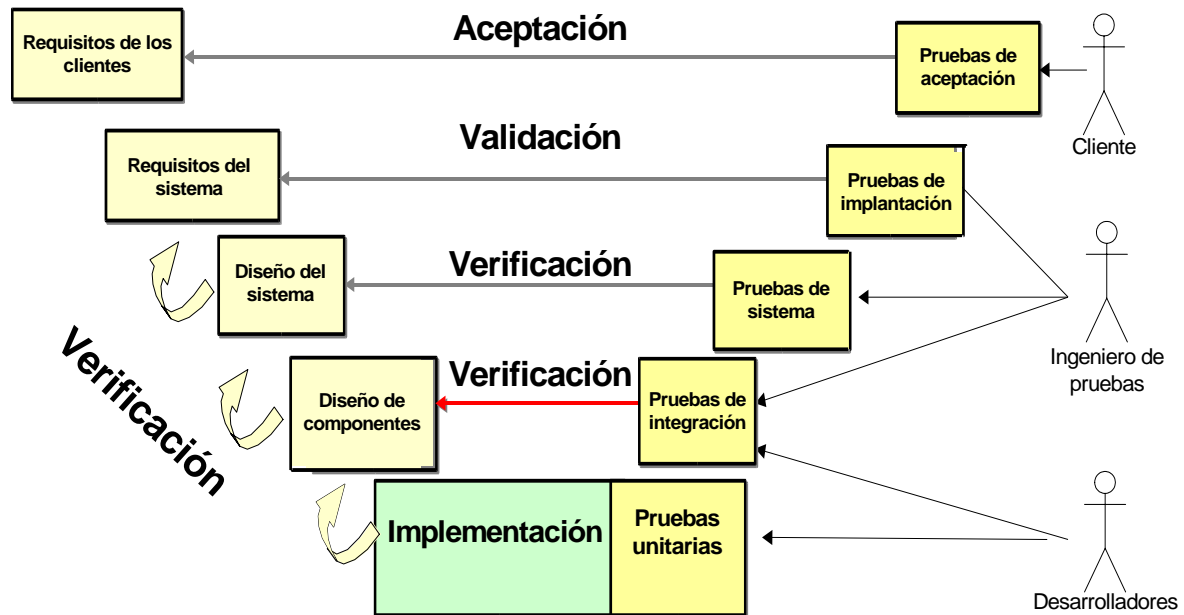 Aceptación
Requisitos de los
clientes
Pruebas de
aceptación
Cliente
Validación
Requisitos del
sistema
Pruebas de
implantación
Verificación
Diseño del
sistema
Pruebas de
sistema
Ingeniero de
pruebas
Verificación
Verificación
Diseño de
componentes
Pruebas de
integración
Implementación
Pruebas
unitarias
Desarrolladores